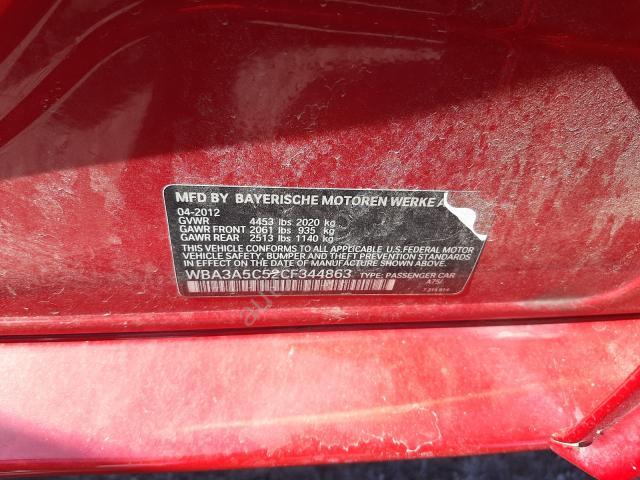 MFD BY BAYERISCHE MOTOREN WERKE
04-2012
GVWR 4453 lbs 2020 kg
GAWR FRONT 2061 lbs 935 kg
GAWR REAR 2513 lbs 1140 kg
THIS VEHICLE CONFORMS TO ALL APPLICABLE U.S. FEDERAL MOTOR
VEHICLE SAFETY, BUMPER AND THEFT PREVENTION STANDARDS
IN EFFECT ON THE DATE OF MANUFACTURE SHOWN ABOVE.
WBA3A5C52CF344863 TYPE: PASSENGER CAR